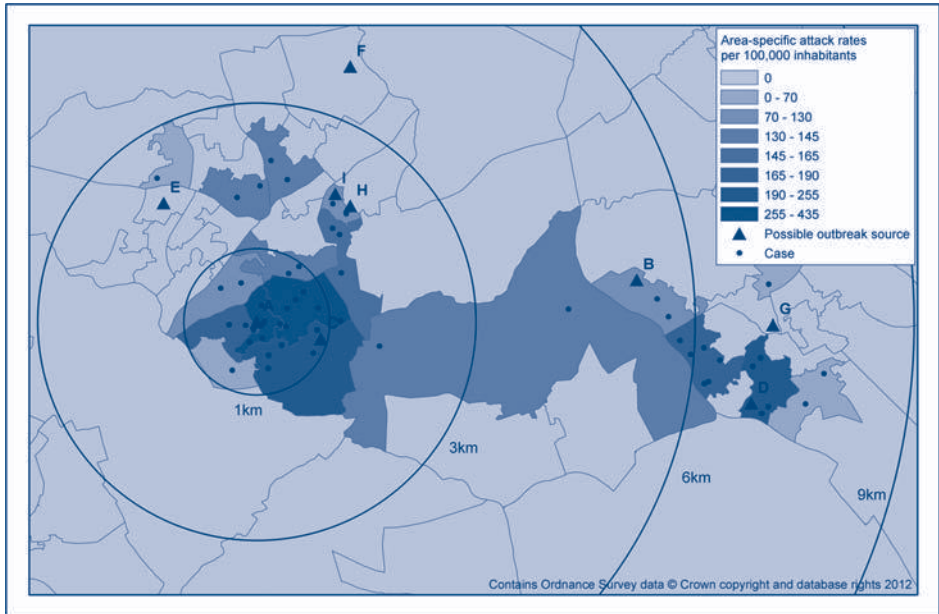 F
Area-specific attack rates
per 100,000 inhabitants
0
0 - 70
70 - 130
130 - 145
145 - 165
165 - 190
190 - 255
255 - 435
Possible outbreak source
Case
E
I
H
B
G
A
D
1km
3km
6km
9km
Contains Ordnance Survey data © Crown copyright and database rights 2012